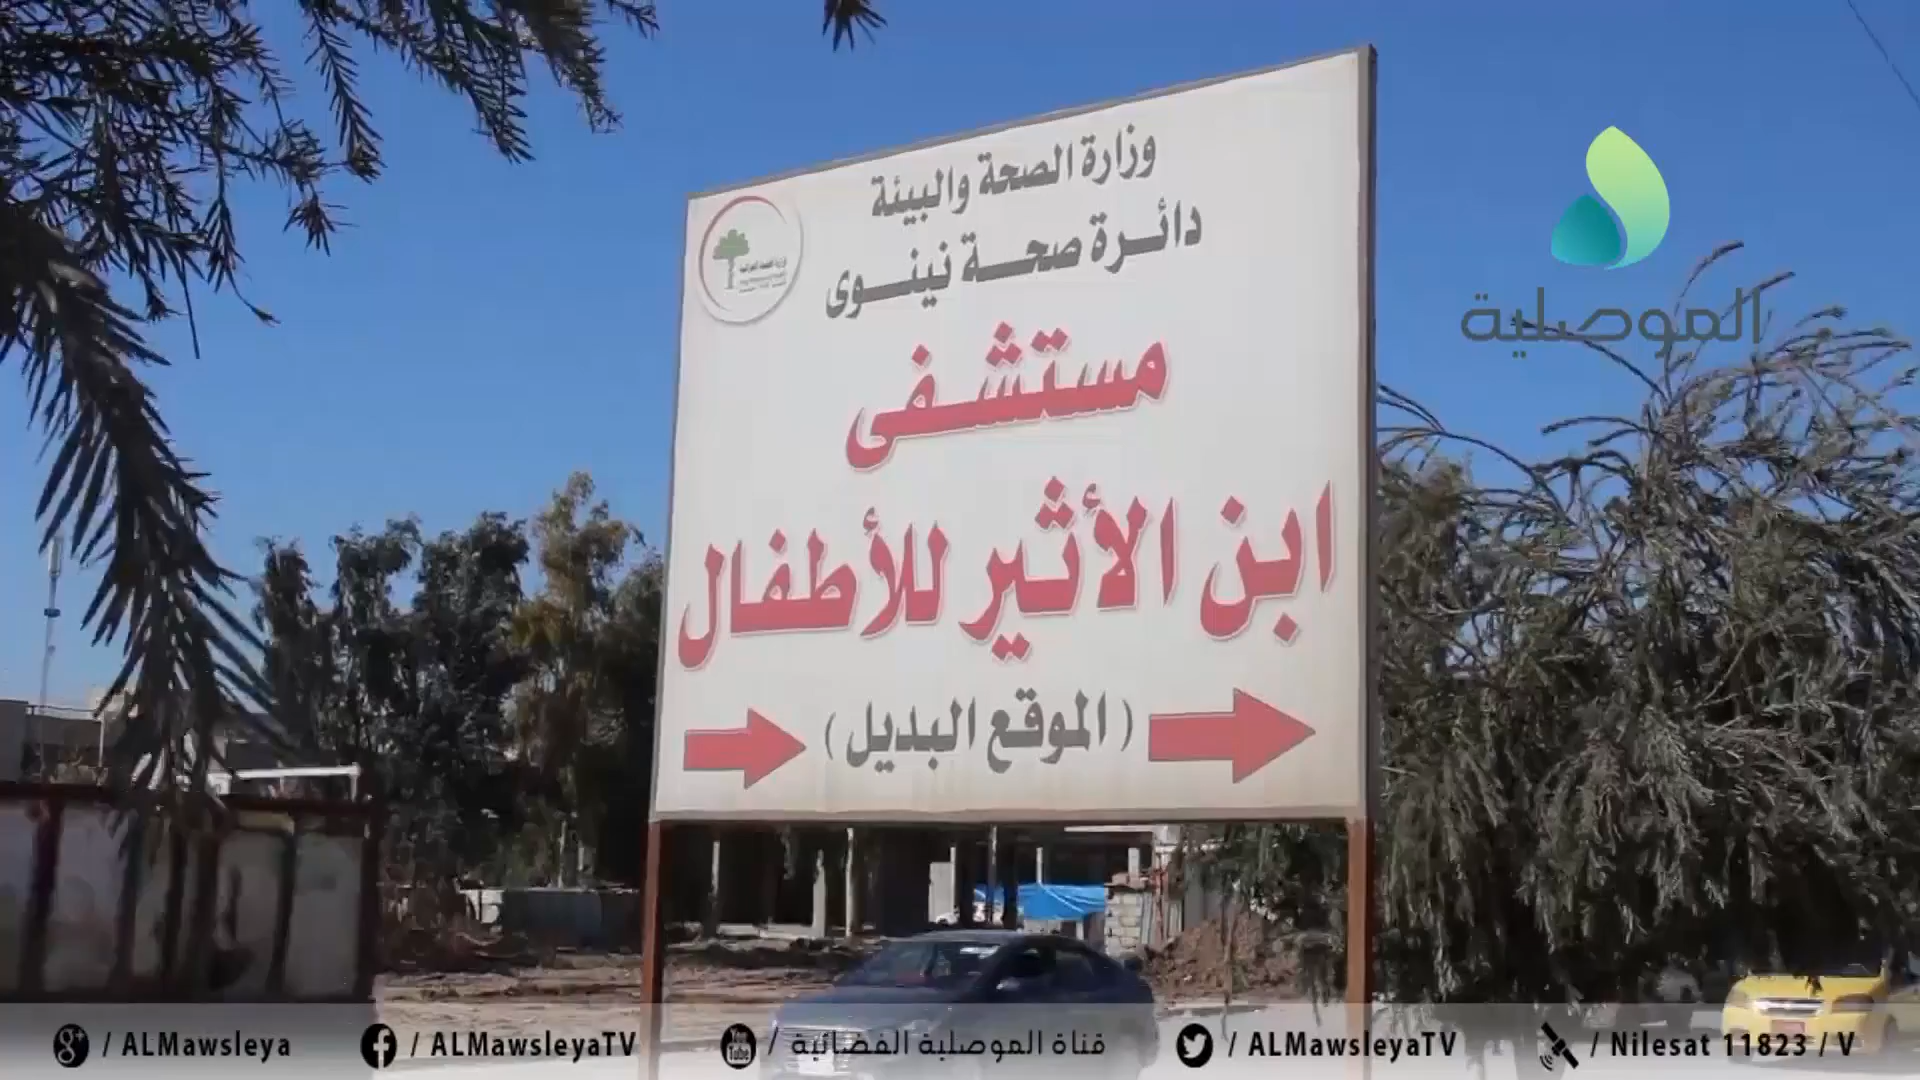 وزارة الصحة والبيئة
دائرة صحة نينوى
مستشفى
ابن الأثير للأطفال
(الموقع البديل)
الموصلية
/ ALMawsleya
/ ALMawsleyaTV
/ قناة الموصلية الفضائية
/ ALMawsleyaTV
/ Nilesat 11823 / V